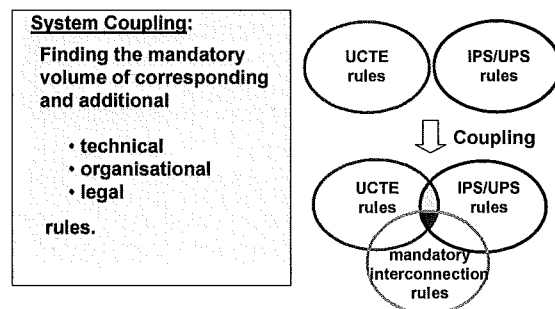 System Coupling:
Finding the mandatory
volume of corresponding
and additional
• technical
• organisational
• legal
rules.
UCTE
rules
IPS/UPS
rules
Coupling
UCTE
rules
IPS/UPS
rules
mandatory
interconnection
rules